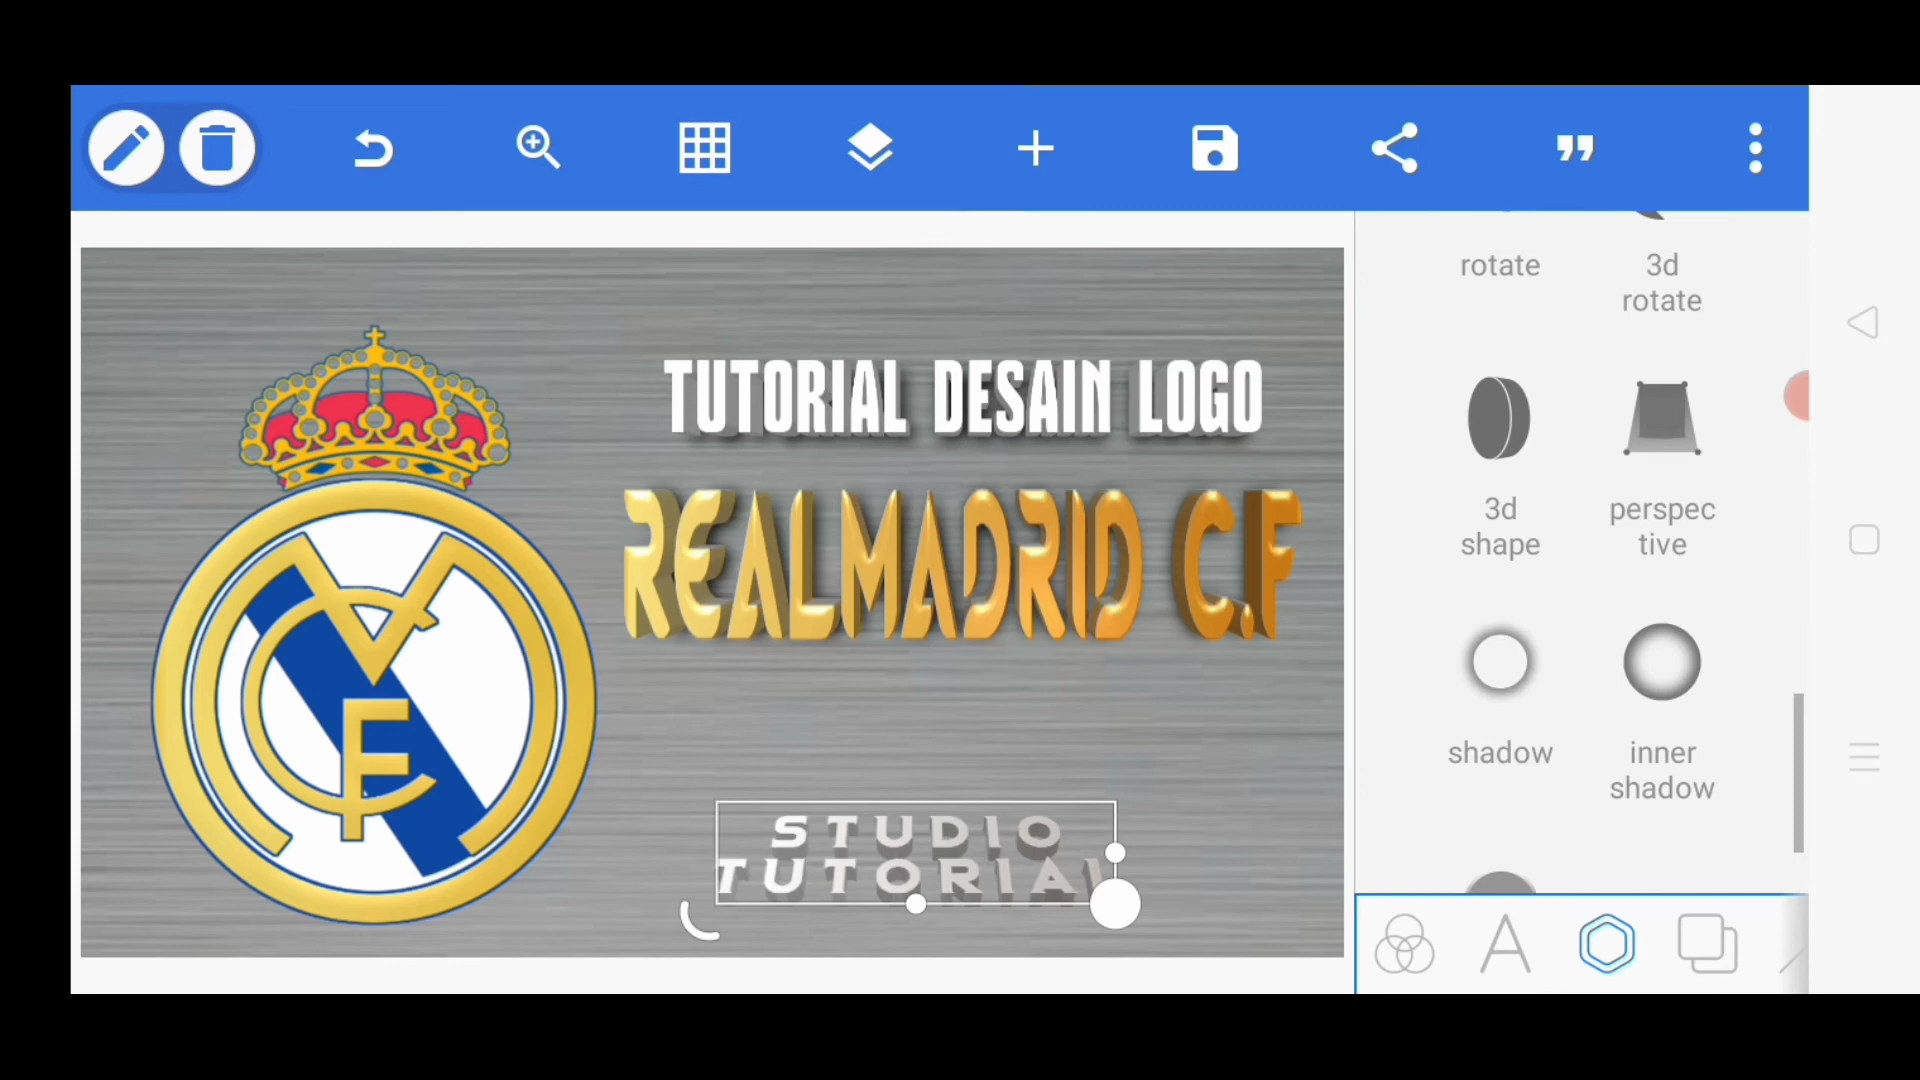 TUTORIAL DESAIN LOGO
REALMADRID C.F
STUDIO
TUTORIAL
rotate
3d
rotate
3d
shape
perspec
tive
shadow
inner
shadow